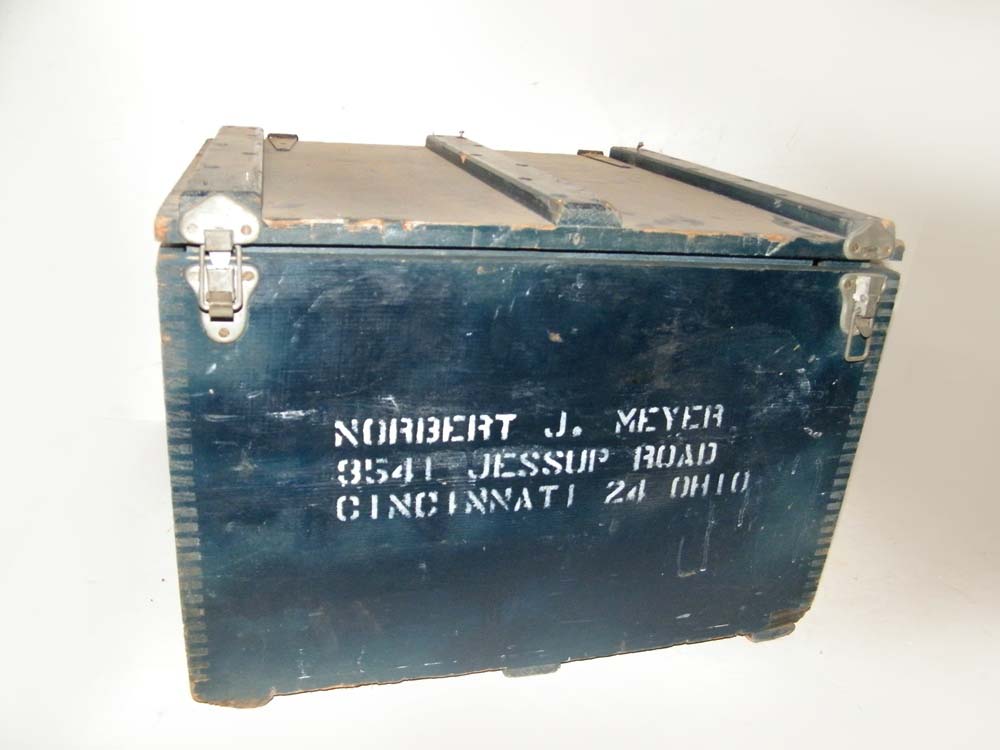 NORBERT J. MEYER
3541 JESSUP ROAD
CINCINNATI 24 OHIO